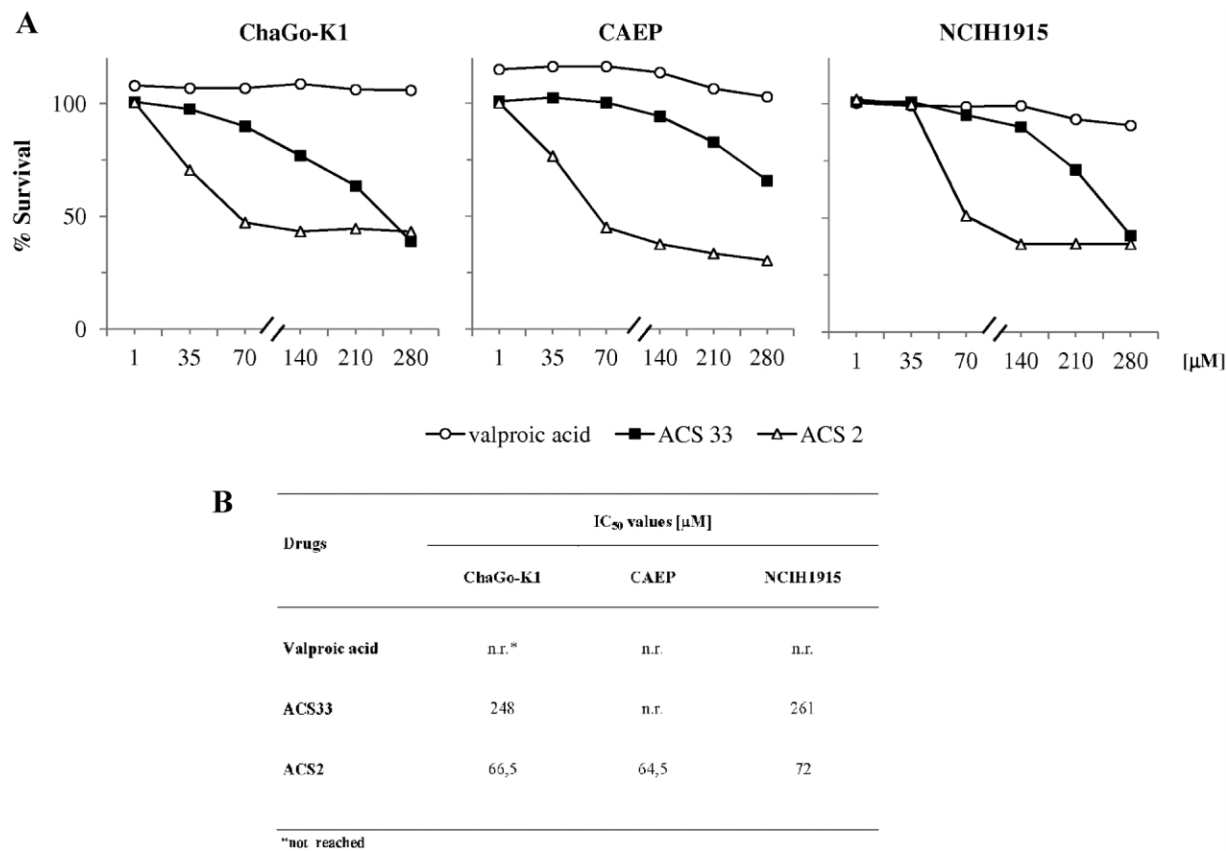 A
ChaGo-K1 CAEP NCIH1915
% Survival
100
50
0
1 35 70 140 210 280 1 35 70 140 210 280 1 35 70 140 210 280 [μM]
valproic acid ACS 33 ACS 2
B
Drugs IC50 values [μM]
ChaGo-K1 CAEP NCIH1915
Valproic acid n.r.* n.r. n.r.
ACS33 248 n.r. 261
ACS2 66,5 64,5 72
*not reached